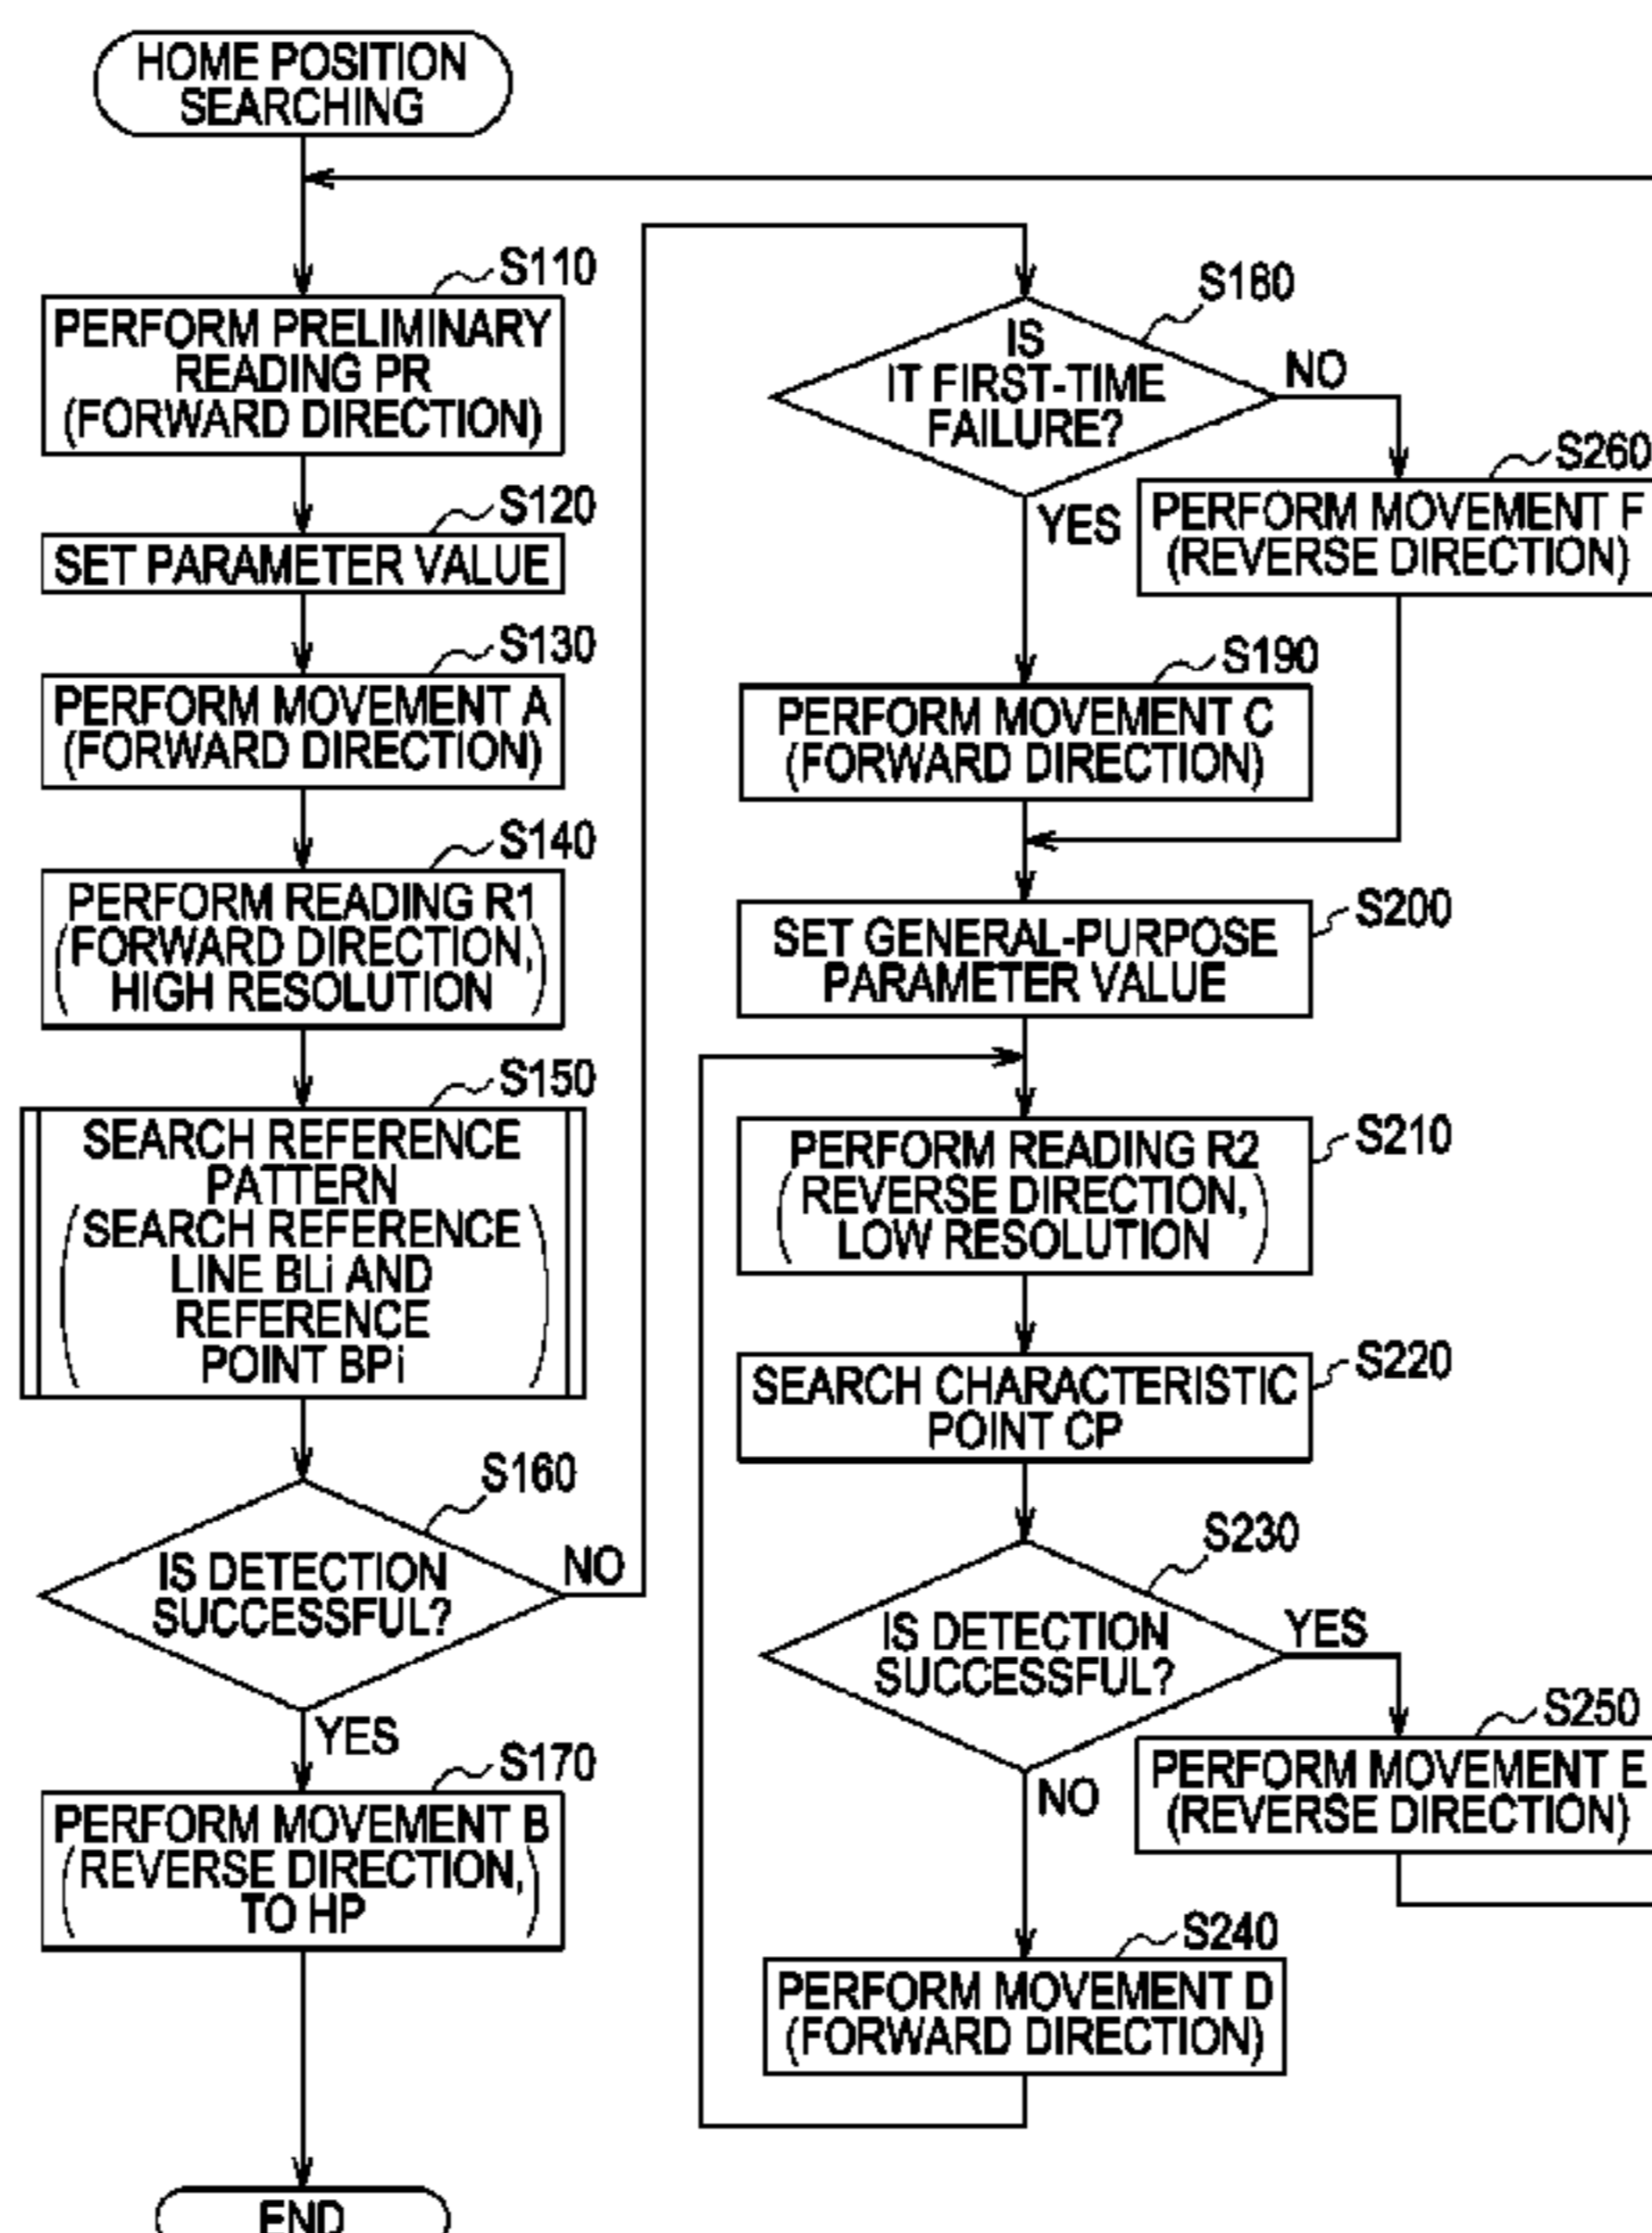 HOME POSITION
SEARCHING
S110
PERFORM PRELIMINARY
READING PR
(FORWARD DIRECTION)
S120
SET PARAMETER VALUE
S130
PERFORM MOVEMENT A
(FORWARD DIRECTION)
S140
PERFORM READING R1
(FORWARD DIRECTION,
HIGH RESOLUTION)
S150
SEARCH REFERENCE
PATTERN
(SEARCH REFERENCE
LINE BLi AND
REFERENCE
POINT BPi)
S160
IS DETECTION
SUCCESSFUL?
NO
YES
S170
PERFORM MOVEMENT B
(REVERSE DIRECTION,
TO HP)
END
S180
IS
IT FIRST-TIME
FAILURE?
NO
YES
S260
PERFORM MOVEMENT F
(REVERSE DIRECTION)
S190
PERFORM MOVEMENT C
(FORWARD DIRECTION)
S200
SET GENERAL-PURPOSE
PARAMETER VALUE
S210
PERFORM READING R2
(REVERSE DIRECTION,
LOW RESOLUTION)
S220
SEARCH CHARACTERISTIC
POINT CP
S230
IS DETECTION
SUCCESSFUL?
YES
NO
S250
PERFORM MOVEMENT E
(REVERSE DIRECTION)
S240
PERFORM MOVEMENT D
(FORWARD DIRECTION)